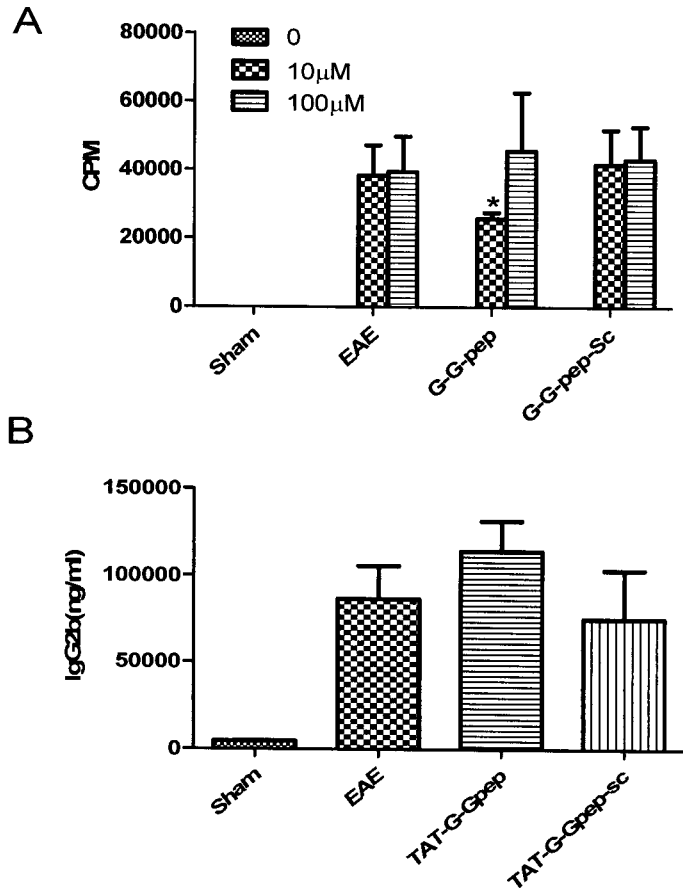 A
80000
60000
40000
20000
0
CPM
0
10μM
100μM
*
Sham
EAE
G-G-pep
G-G-pep-Sc
B
150000
100000
50000
0
IgG2b(ng/ml)
Sham
EAE
TAT-G-Gpep
TAT-G-Gpep-sc